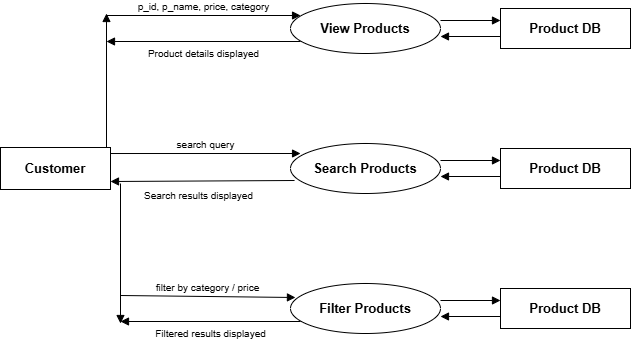 p_id, p_name, price, category
View Products
Product DB
Product details displayed
search query
Customer
Search Products
Product DB
Search results displayed
filter by category / price
Filter Products
Product DB
Filtered results displayed